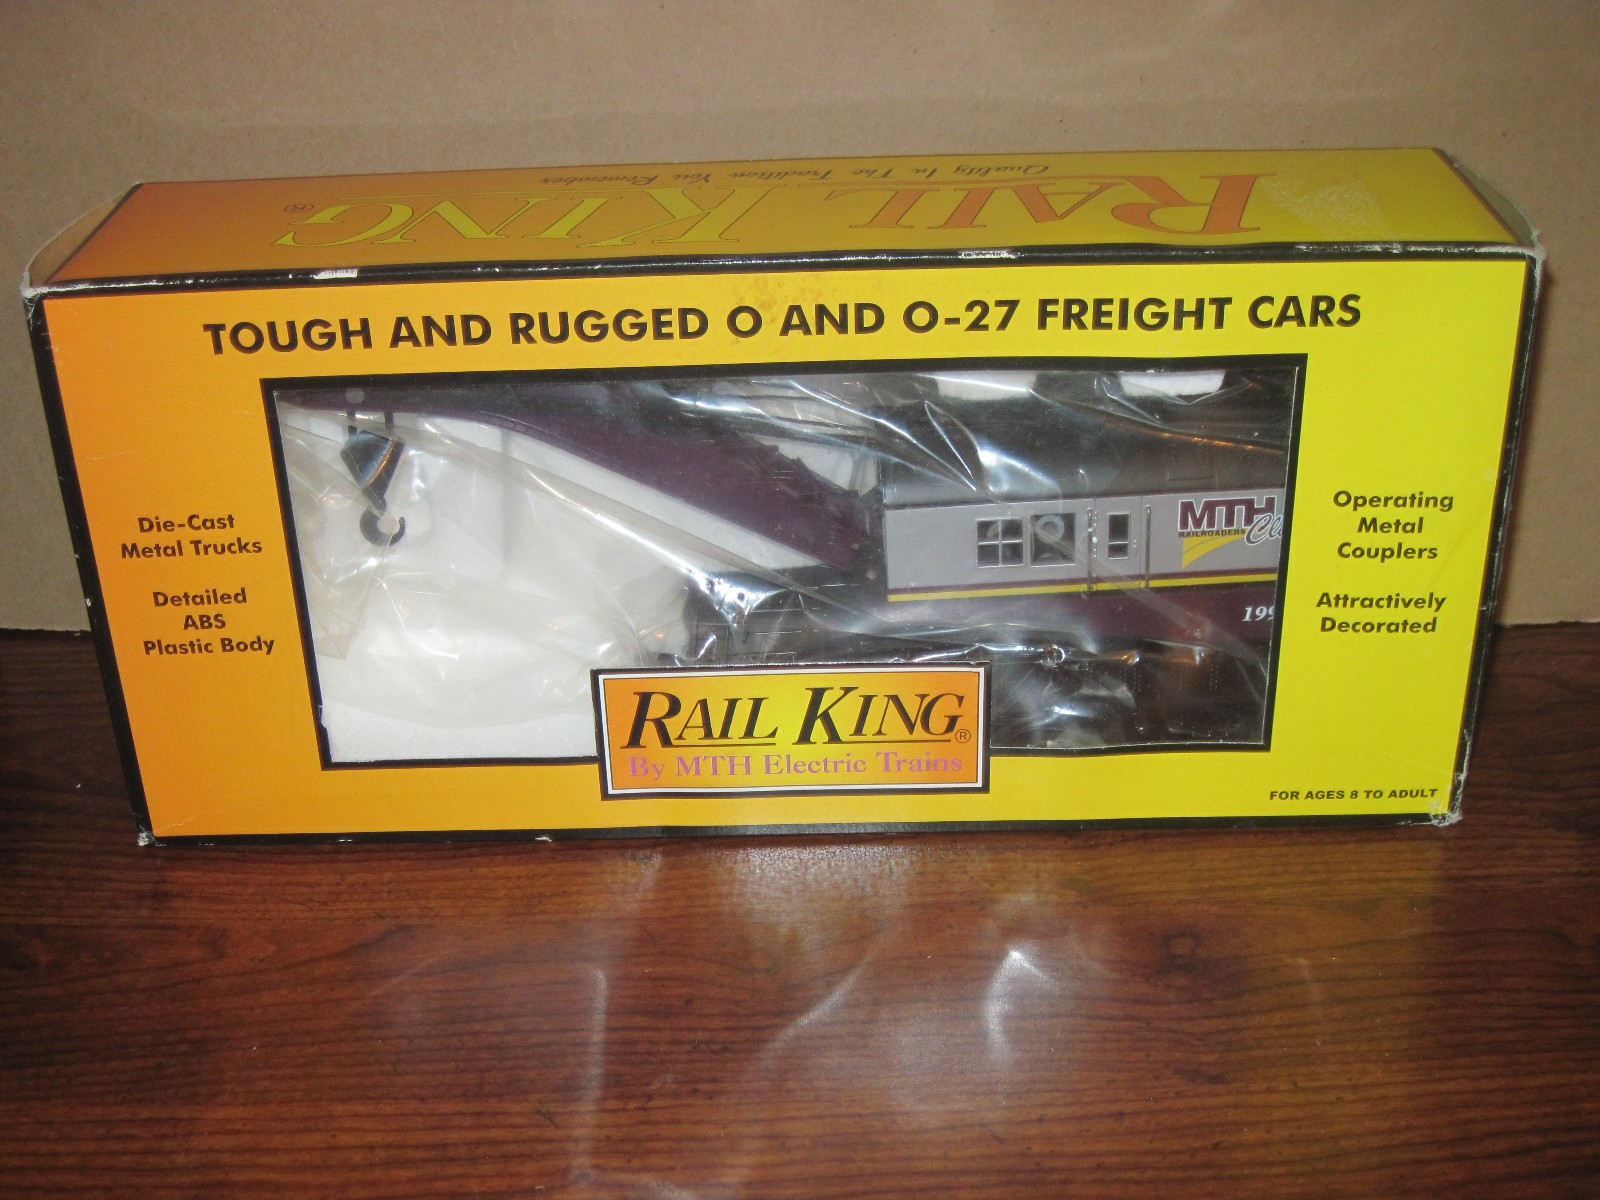 RAIL KING®
Quality In The Tradition You Remember
TOUGH AND RUGGED O AND O-27 FREIGHT CARS
Die-Cast
Metal Trucks
Detailed
ABS
Plastic Body
MTH
RAILROADERS
199
Operating
Metal
Couplers
Attractively
Decorated
RAIL KING®
By MTH Electric Trains
FOR AGES 8 TO ADULT